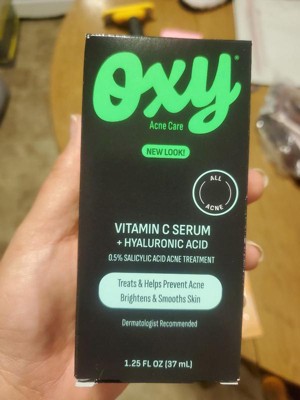 Oxy®
Acne Care
NEW LOOK!
ALL
ACNE
VITAMIN C SERUM
+ HYALURONIC ACID
0.5% SALICYLIC ACID ACNE TREATMENT
Treats & Helps Prevent Acne
Brightens & Smooths Skin
Dermatologist Recommended
1.25 FL OZ (37 mL)